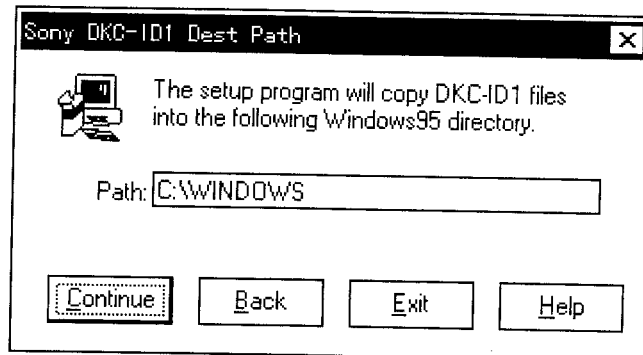 Sony DKC-ID1 Dest Path
The setup program will copy DKC-ID1 files
into the following Windows95 directory.
Path: C:\WINDOWS
Continue Back Exit Help